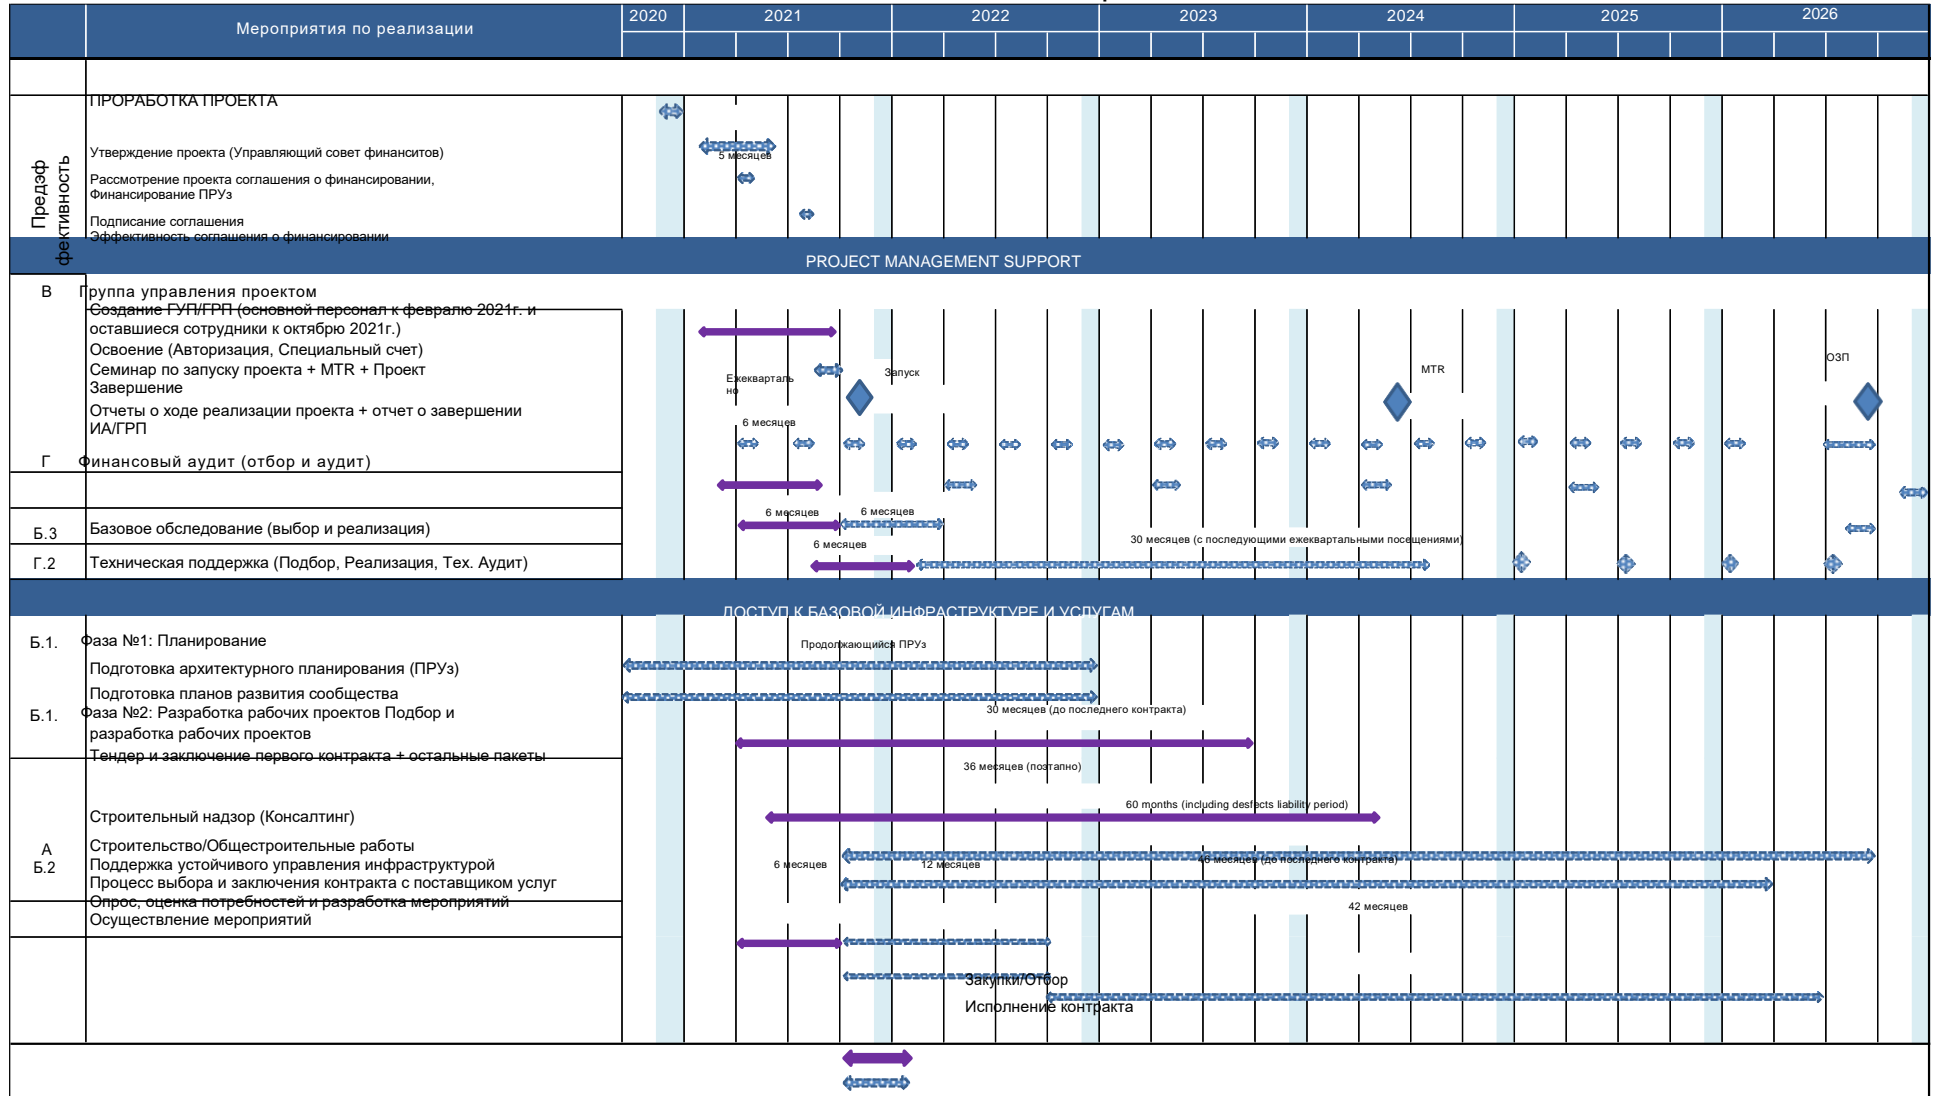 2020 2021 2022 2023 2024 2025 2026
Мероприятия по реализации
ПРОРАБОТКА ПРОЕКТА
Предэф
фективность
Утверждение проекта (Управляющий совет финанситов)
5 месяцев
Рассмотрение проекта соглашения о финансировании,
Финансирование ПРУз
Подписание соглашения
Эффективность соглашения о финансировании
PROJECT MANAGEMENT SUPPORT
В Группа управления проектом
Создание ГУП/ГРП (основной персонал к февралю 2021г. и
оставшиеся сотрудники к октябрю 2021г.)
Освоение (Авторизация, Специальный счет)
Семинар по запуску проекта + MTR + Проект
Завершение
Ежекварталь
но
Запуск
MTR
ОЗП
Отчеты о ходе реализации проекта + отчет о завершении
ИА/ГРП
6 месяцев
Г Финансовый аудит (отбор и аудит)
6 месяцев
6 месяцев
Б.3 Базовое обследование (выбор и реализация)
6 месяцев
30 месяцев (с последующими ежеквартальными посещениями)
Г.2 Техническая поддержка (Подбор, Реализация, Тех. Аудит)
ДОСТУП К БАЗОВОЙ ИНФРАСТРУКТУРЕ И УСЛУГАМ
Б.1. Фаза №1: Планирование
Продолжающийся ПРУз
Подготовка архитектурного планирования (ПРУз)
Подготовка планов развития сообщества
30 месяцев (до последнего контракта)
Б.1. Фаза №2: Разработка рабочих проектов Подбор и
разработка рабочих проектов
Тендер и заключение первого контракта + остальные пакеты
36 месяцев (поэтапно)
60 months (including desfects liability period)
Строительный надзор (Консалтинг)
А Строительство/Общестроительные работы
Б.2 Поддержка устойчивого управления инфраструктурой
6 месяцев
12 месяцев
46 месяцев (до последнего контракта)
Процесс выбора и заключения контракта с поставщиком услуг
Опрос, оценка потребностей и разработка мероприятий
42 месяцев
Осуществление мероприятий
Закупки/Отбор
Исполнение контракта